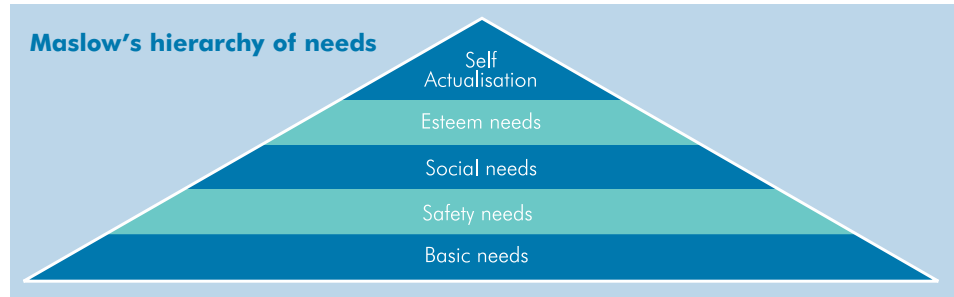 Maslow’s hierarchy of needs
Self
Actualisation
Esteem needs
Social needs
Safety needs
Basic needs